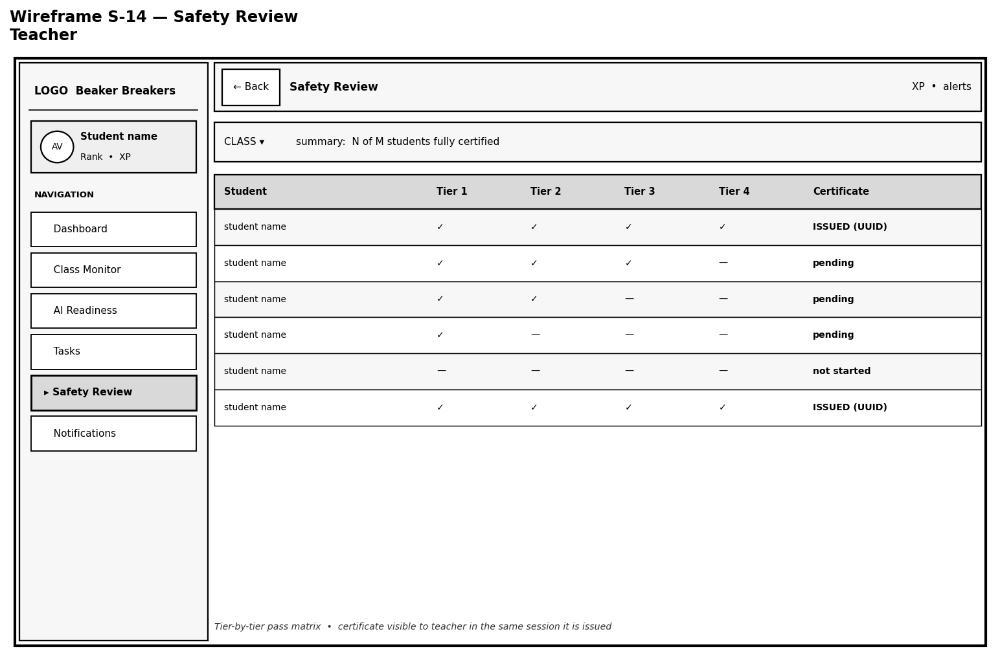 Wireframe S-14 — Safety Review
Teacher
LOGO  Beaker Breakers
AV
Student name
Rank • XP
NAVIGATION
Dashboard
Class Monitor
AI Readiness
Tasks
▸ Safety Review
Notifications
← Back
Safety Review
XP • alerts
CLASS ▾ summary: N of M students fully certified
Student Tier 1 Tier 2 Tier 3 Tier 4 Certificate
student name ✓ ✓ ✓ ✓ ISSUED (UUID)
student name ✓ ✓ ✓ — pending
student name ✓ ✓ — — pending
student name ✓ — — — pending
student name — — — — not started
student name ✓ ✓ ✓ ✓ ISSUED (UUID)
Tier-by-tier pass matrix • certificate visible to teacher in the same session it is issued